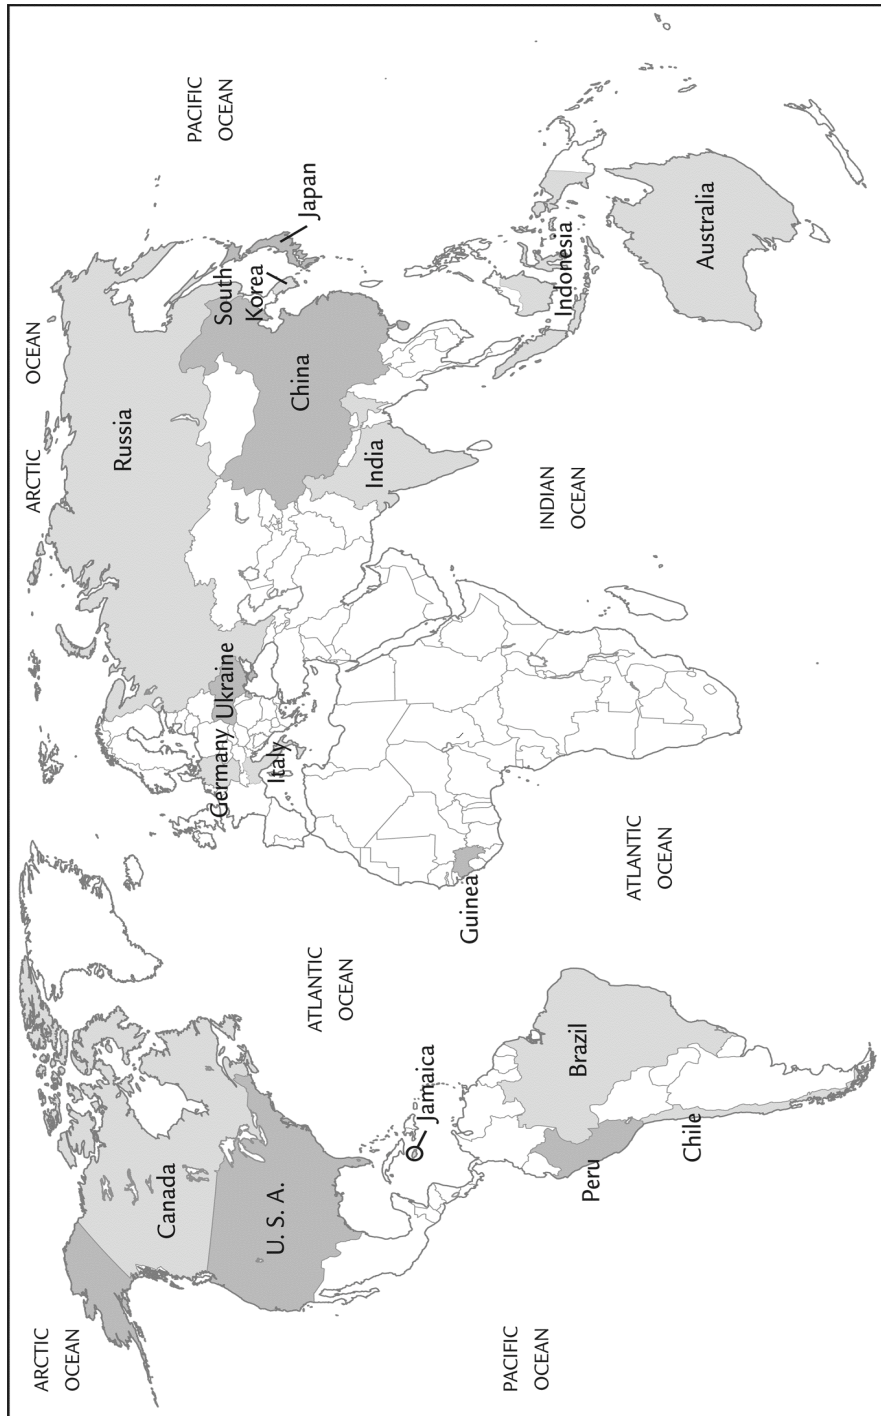 ARCTIC
OCEAN
ARCTIC OCEAN
PACIFIC
OCEAN
Canada
Russia
U. S. A.
Germany
Ukraine
Italy
South
Korea
Japan
China
ATLANTIC
OCEAN
India
Jamaica
Guinea
PACIFIC
OCEAN
INDIAN
OCEAN
Indonesia
Peru
Brazil
Chile
ATLANTIC
OCEAN
Australia